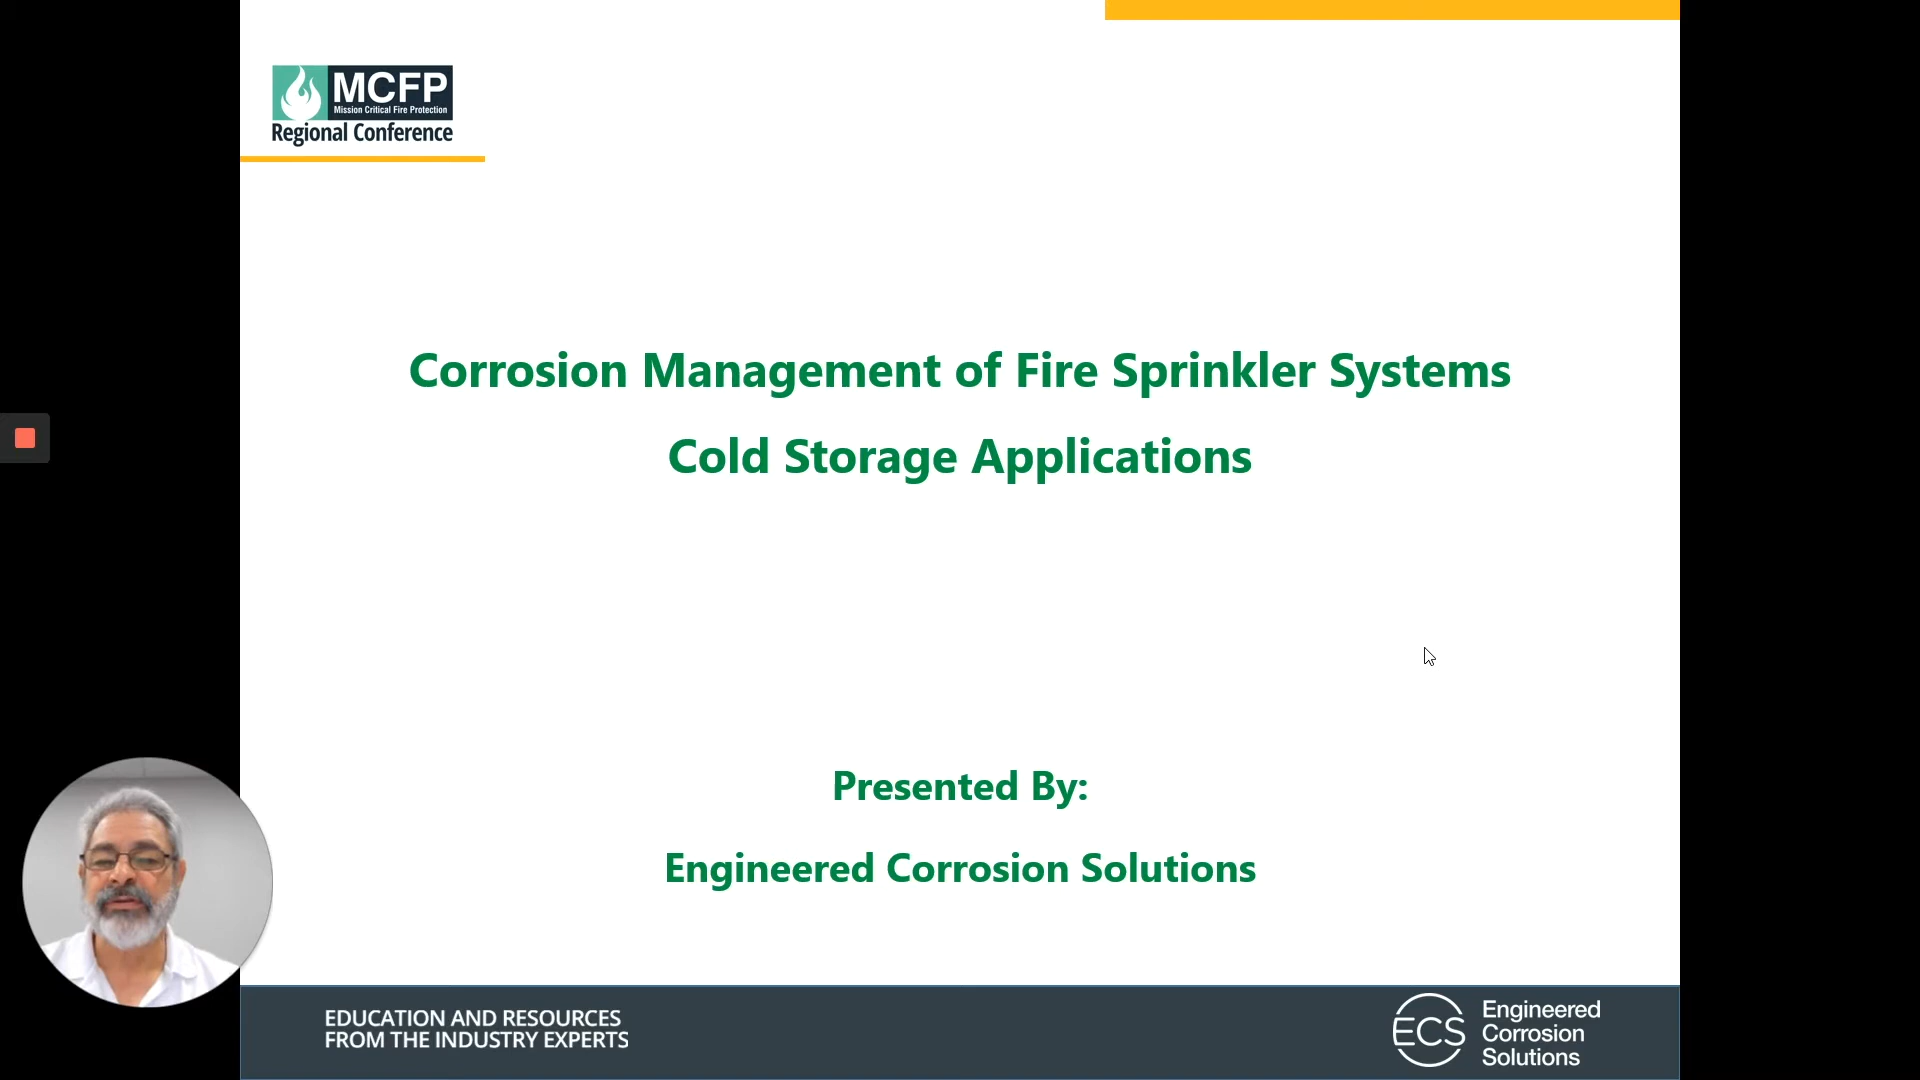 MCFP
Mission Critical Fire Protection
Regional Conference
Corrosion Management of Fire Sprinkler Systems
Cold Storage Applications
Presented By:
Engineered Corrosion Solutions
EDUCATION AND RESOURCES
FROM THE INDUSTRY EXPERTS
ECS
Engineered
Corrosion
Solutions